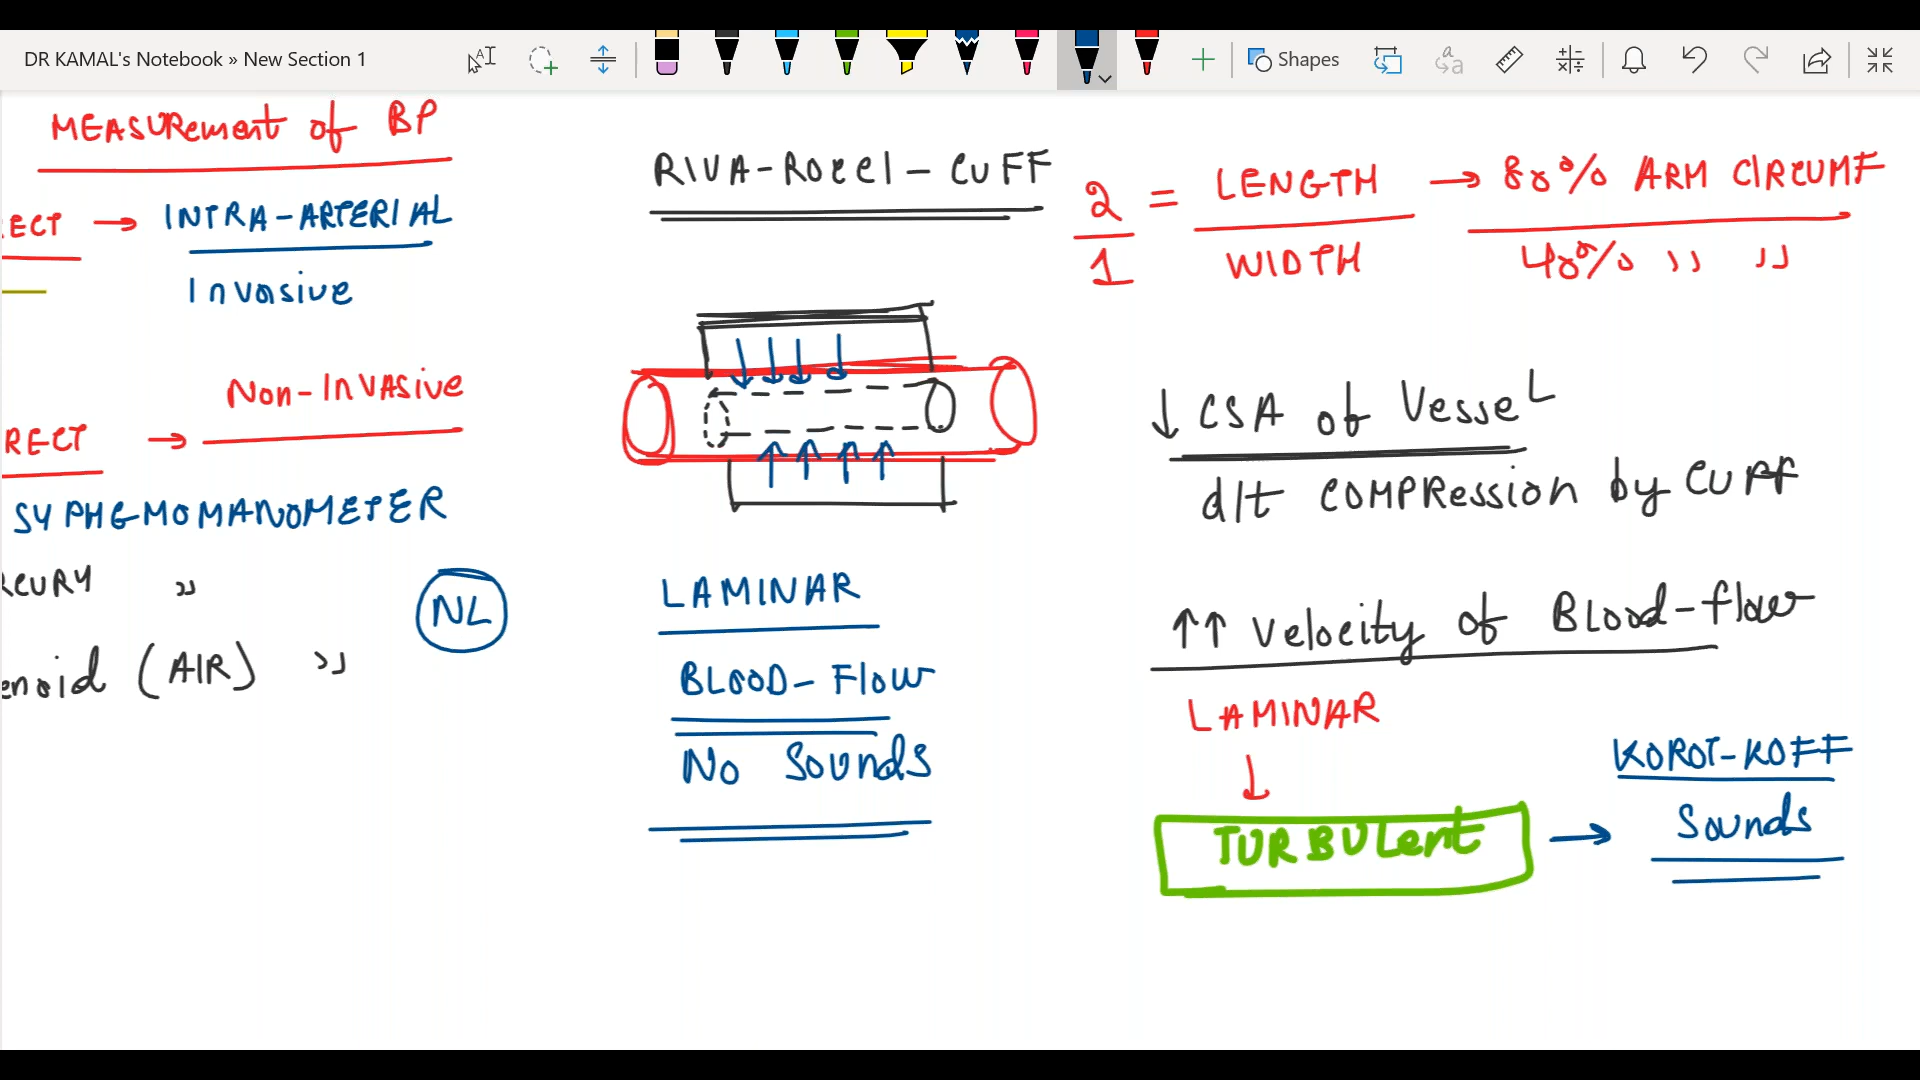 DR KAMAL's Notebook » New Section 1
Shapes
MEASURement of BP
RECT → INTRA-ARTERIAL
Invasive
Non-Invasive
RECT →
SYPHGMOMANOMETER
RCURY "
enoid (AIR) "
NL
RIVA-Rocci-CUFF
LAMINAR
BLOOD-Flow
No Sounds
2/1 = LENGTH/WIDTH → 80% ARM CIRCUMF
40% " "
↓ CSA of Vessel
d/t COMPRession by CUFF
↑↑ Velocity of Blood-flow
LAMINAR
↓
TURBULent → KOROT-KOFF
Sounds